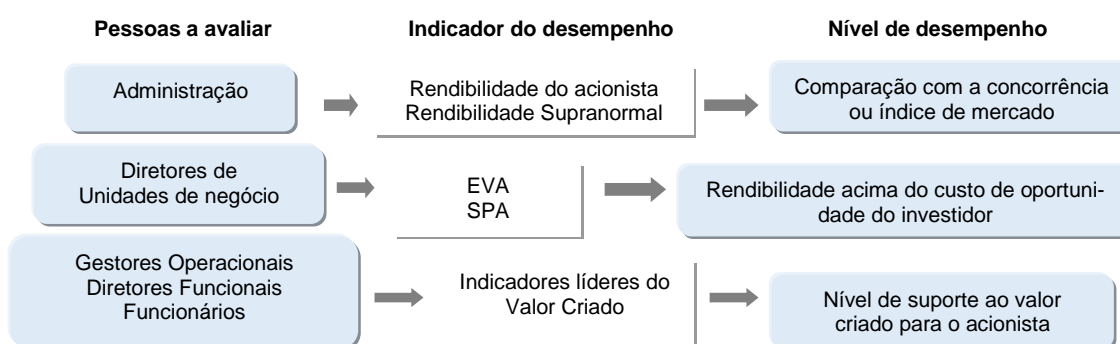 Pessoas a avaliar
Indicador do desempenho
Nível de desempenho
Administração
Rendibilidade do acionista
Rendibilidade Supranormal
Comparação com a concorrência
ou índice de mercado
Diretores de
Unidades de negócio
EVA
SPA
Rendibilidade acima do custo de oportuni-
dade do investidor
Gestores Operacionais
Diretores Funcionais
Funcionários
Indicadores líderes do
Valor Criado
Nível de suporte ao valor
criado para o acionista